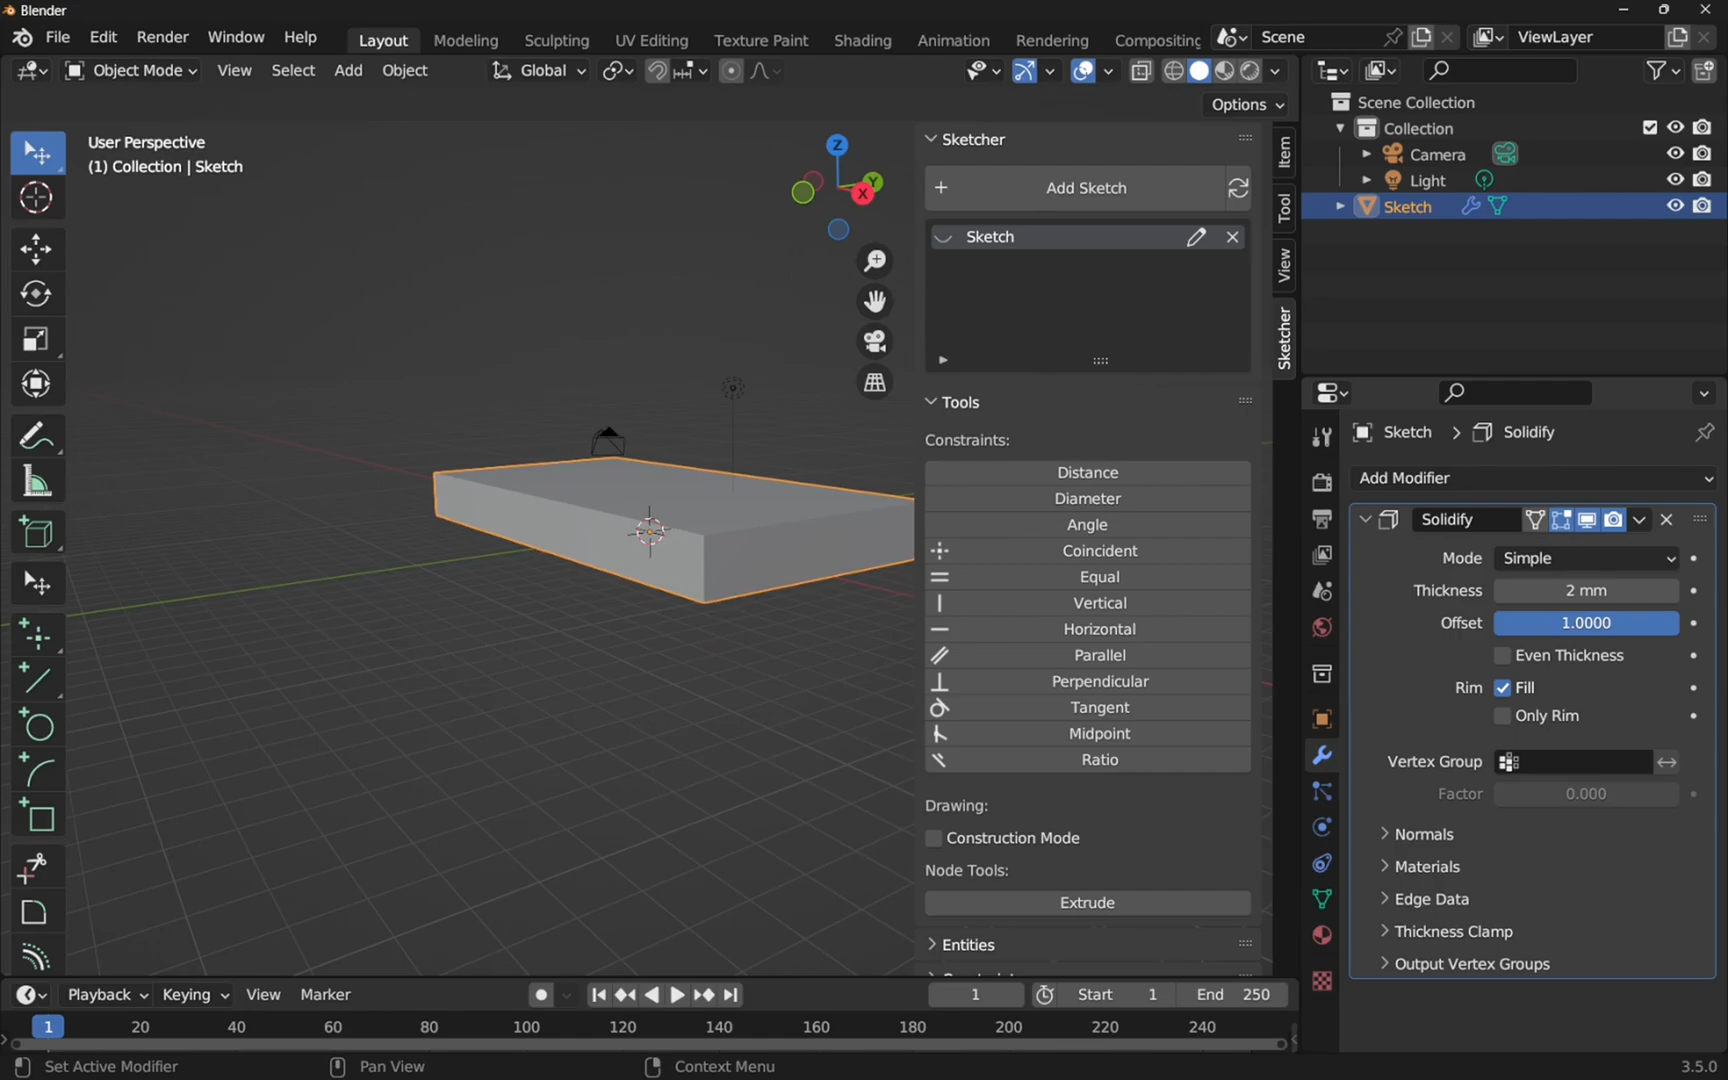 Blender
File Edit Render Window Help Layout Modeling Sculpting UV Editing Texture Paint Shading Animation Rendering Compositing Scene ViewLayer
Object Mode View Select Add Object Global
Options
User Perspective
(1) Collection | Sketch
Z
Y
X
Sketcher
Add Sketch
Sketch
Tools
Constraints:
Distance
Diameter
Angle
Coincident
Equal
Vertical
Horizontal
Parallel
Perpendicular
Tangent
Midpoint
Ratio
Drawing:
Construction Mode
Node Tools:
Extrude
Entities
Item
Tool
View
Sketcher
Scene Collection
Collection
Camera
Light
Sketch
Sketch > Solidify
Add Modifier
Solidify
Mode Simple
Thickness 2 mm
Offset 1.0000
Even Thickness
Rim Fill
Only Rim
Vertex Group
Factor 0.000
Normals
Materials
Edge Data
Thickness Clamp
Output Vertex Groups
Playback Keying View Marker 1 Start 1 End 250
1 20 40 60 80 100 120 140 160 180 200 220 240
Set Active Modifier Pan View Context Menu 3.5.0